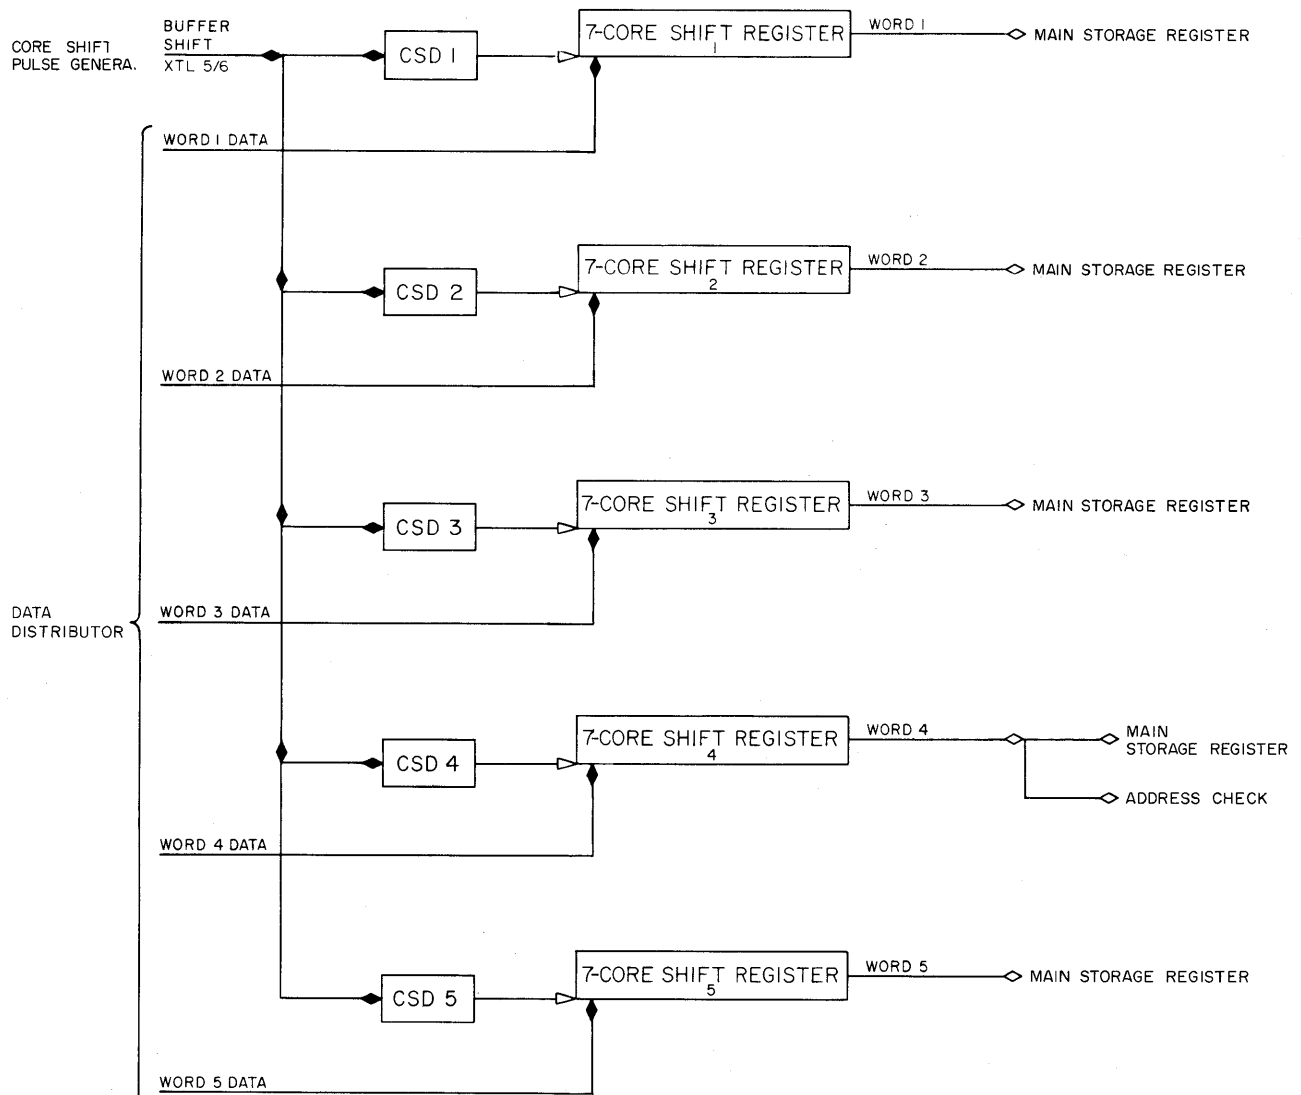 CORE SHIFT
PULSE GENERA.
BUFFER
SHIFT
XTL 5/6
CSD 1
7-CORE SHIFT REGISTER
1
WORD 1
MAIN STORAGE REGISTER
WORD 1 DATA
CSD 2
7-CORE SHIFT REGISTER
2
WORD 2
MAIN STORAGE REGISTER
WORD 2 DATA
CSD 3
7-CORE SHIFT REGISTER
3
WORD 3
MAIN STORAGE REGISTER
DATA
DISTRIBUTOR
WORD 3 DATA
CSD 4
7-CORE SHIFT REGISTER
4
WORD 4
MAIN
STORAGE REGISTER
ADDRESS CHECK
WORD 4 DATA
CSD 5
7-CORE SHIFT REGISTER
5
WORD 5
MAIN STORAGE REGISTER
WORD 5 DATA